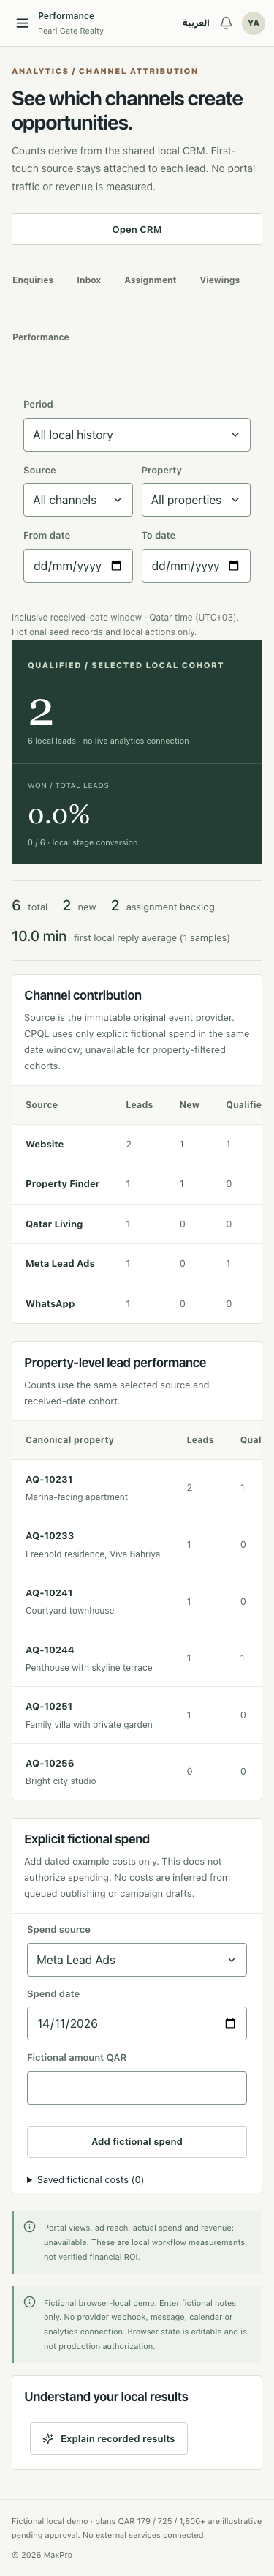 Performance
Pearl Gate Realty
العربية
YA
ANALYTICS / CHANNEL ATTRIBUTION
See which channels create
opportunities.
Counts derive from the shared local CRM. First-
touch source stays attached to each lead. No portal
traffic or revenue is measured.
Open CRM
Enquiries Inbox Assignment Viewings
Performance
Period
All local history
Source Property
All channels All properties
From date To date
dd/mm/yyyy dd/mm/yyyy
Inclusive received-date window · Qatar time (UTC+03).
Fictional seed records and local actions only.
QUALIFIED / SELECTED LOCAL COHORT
2
6 local leads · no live analytics connection
WON / TOTAL LEADS
0.0%
0 / 6 · local stage conversion
6 total 2 new 2 assignment backlog
10.0 min first local reply average (1 samples)
Channel contribution
Source is the immutable original event provider.
CPQL uses only explicit fictional spend in the same
date window; unavailable for property-filtered
cohorts.
Source Leads New Qualifie
Website 2 1 1
Property Finder 1 1 0
Qatar Living 1 0 0
Meta Lead Ads 1 0 1
WhatsApp 1 0 0
Property-level lead performance
Counts use the same selected source and
received-date cohort.
Canonical property Leads Qual
AQ-10231
Marina-facing apartment
2 1
AQ-10233
Freehold residence, Viva Bahriya
1 0
AQ-10241
Courtyard townhouse
1 0
AQ-10244
Penthouse with skyline terrace
1 1
AQ-10251
Family villa with private garden
1 0
AQ-10256
Bright city studio
0 0
Explicit fictional spend
Add dated example costs only. This does not
authorize spending. No costs are inferred from
queued publishing or campaign drafts.
Spend source
Meta Lead Ads
Spend date
14/11/2026
Fictional amount QAR
Add fictional spend
Saved fictional costs (0)
Portal views, ad reach, actual spend and revenue:
unavailable. These are local workflow measurements,
not verified financial ROI.
Fictional browser-local demo. Enter fictional notes
only. No provider webhook, message, calendar or
analytics connection. Browser state is editable and is
not production authorization.
Understand your local results
Explain recorded results
Fictional local demo · plans QAR 179 / 725 / 1,800+ are illustrative
pending approval. No external services connected.
© 2026 MaxPro